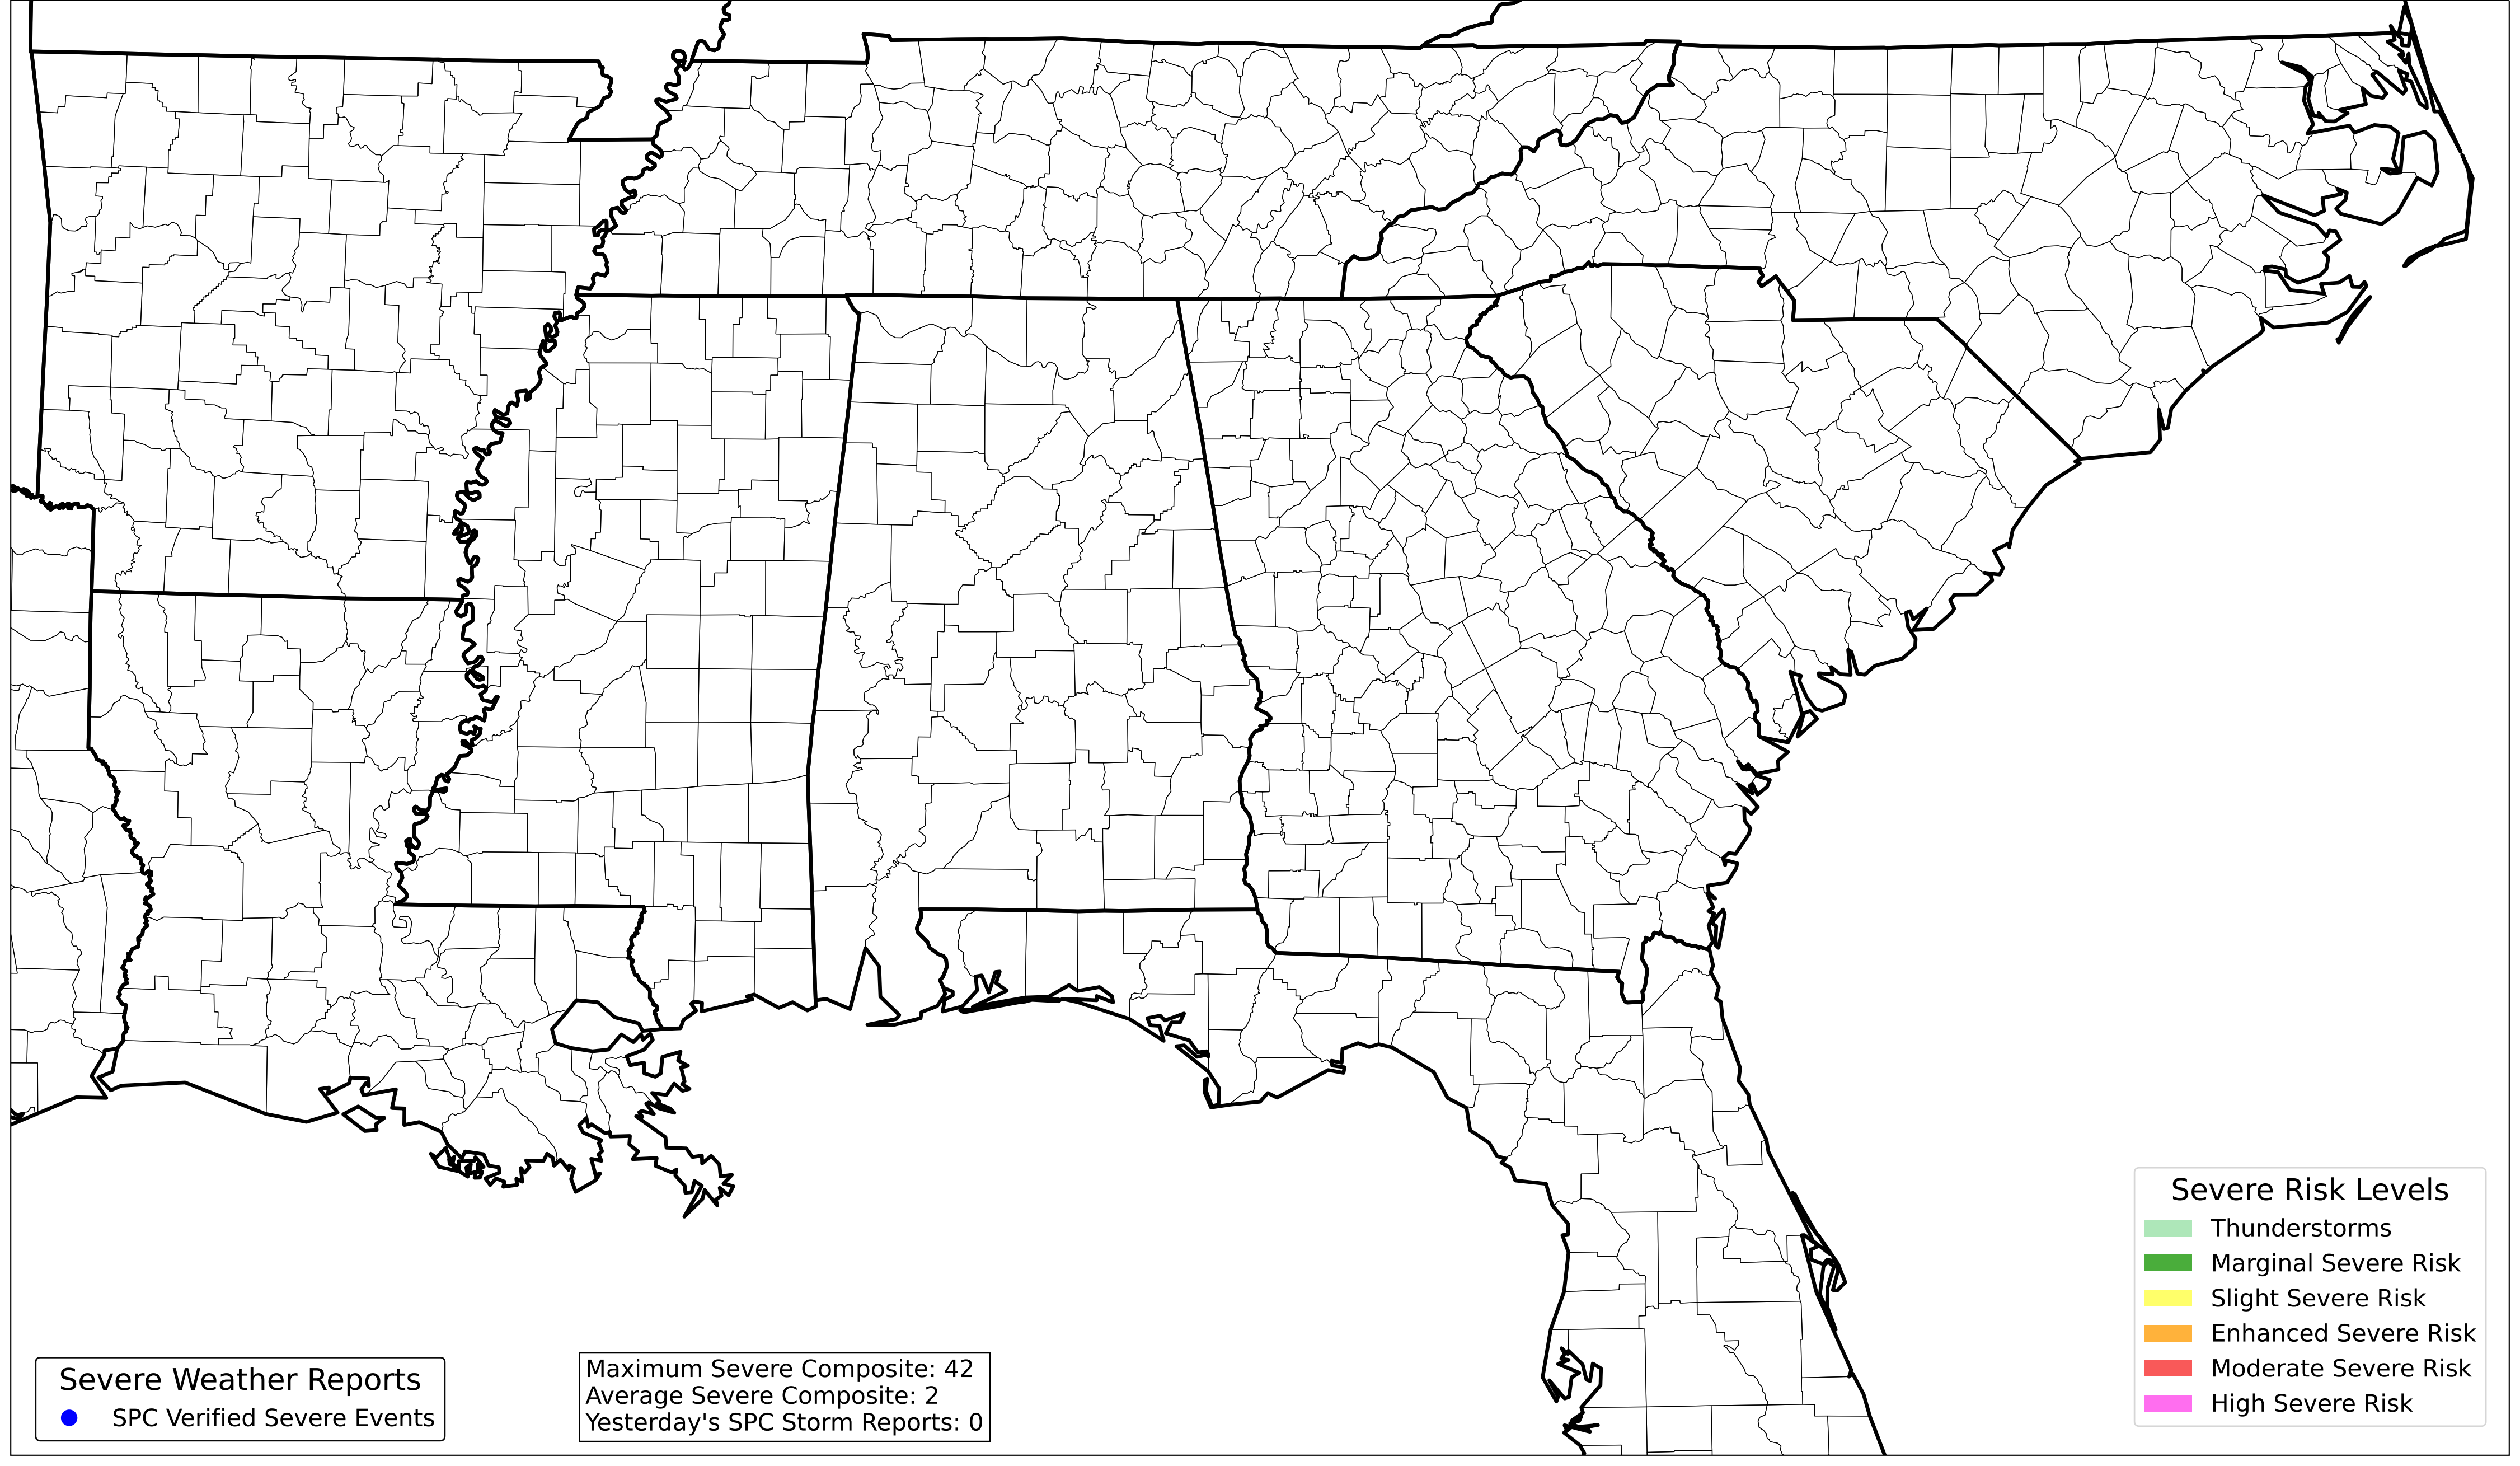 Severe Risk Levels
Thunderstorms
Marginal Severe Risk
Slight Severe Risk
Enhanced Severe Risk
Moderate Severe Risk
High Severe Risk
Severe Weather Reports
SPC Verified Severe Events
Maximum Severe Composite: 42
Average Severe Composite: 2
Yesterday's SPC Storm Reports: 0